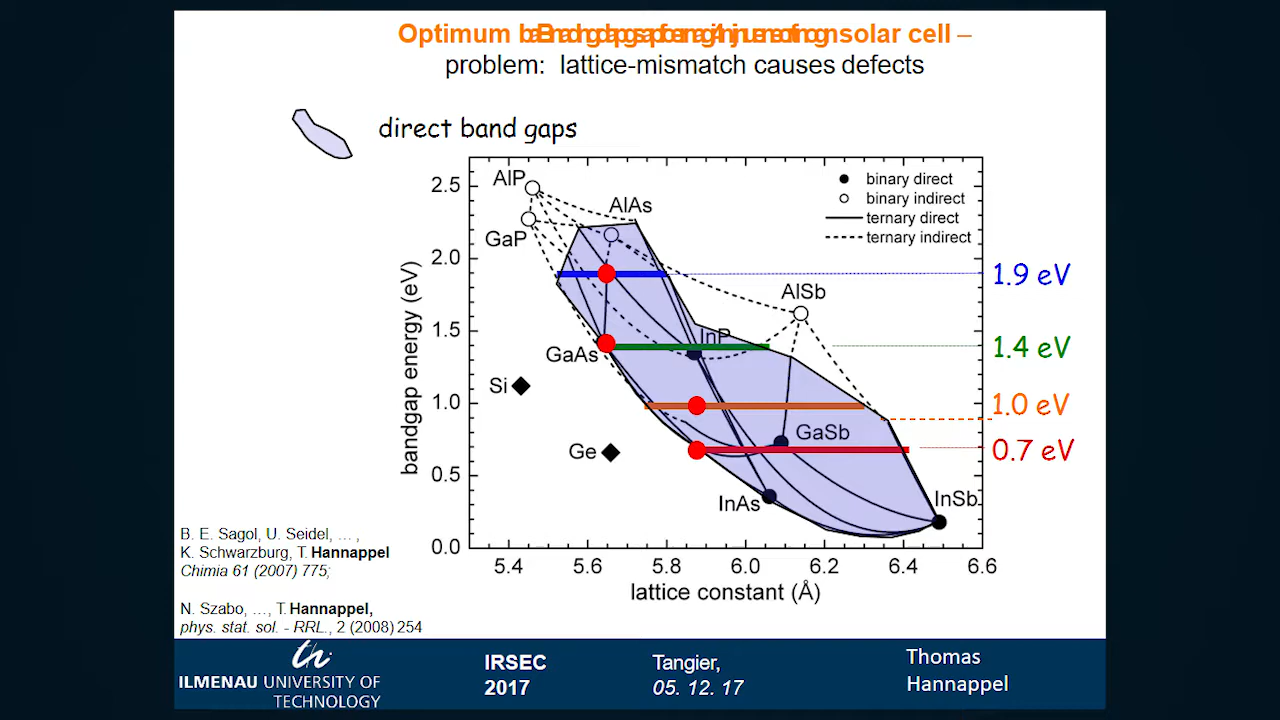 Optimum solar cell –
problem: lattice-mismatch causes defects
direct band gaps
AlP
GaP
AlAs
AlSb
InP
GaAs
Si
Ge
GaSb
InAs
InSb
binary direct
binary indirect
ternary direct
ternary indirect
2.5
2.0
1.5
1.0
0.5
0.0
bandgap energy (eV)
5.4 5.6 5.8 6.0 6.2 6.4 6.6
lattice constant (Å)
1.9 eV
1.4 eV
1.0 eV
0.7 eV
B. E. Sagol, U. Seidel, … ,
K. Schwarzburg, T. Hannappel
Chimia 61 (2007) 775;
N. Szabo, …, T. Hannappel,
phys. stat. sol. - RRL., 2 (2008) 254
th
ILMENAU UNIVERSITY OF
TECHNOLOGY
IRSEC
2017
Tangier,
05. 12. 17
Thomas
Hannappel